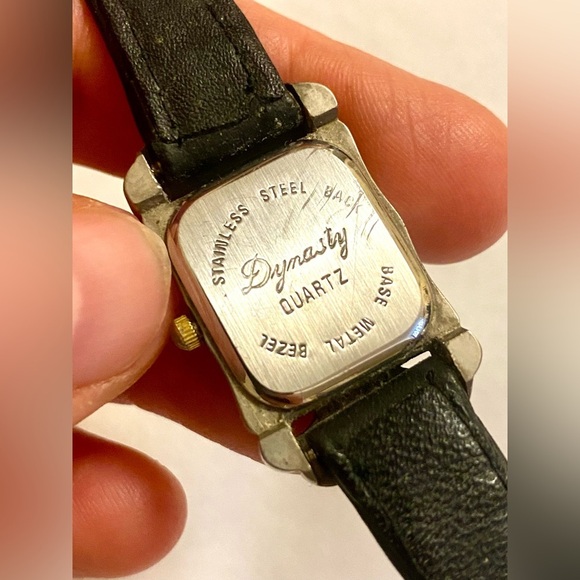 STAINLESS STEEL BACK
Dynasty
QUARTZ
BASE METAL BEZEL